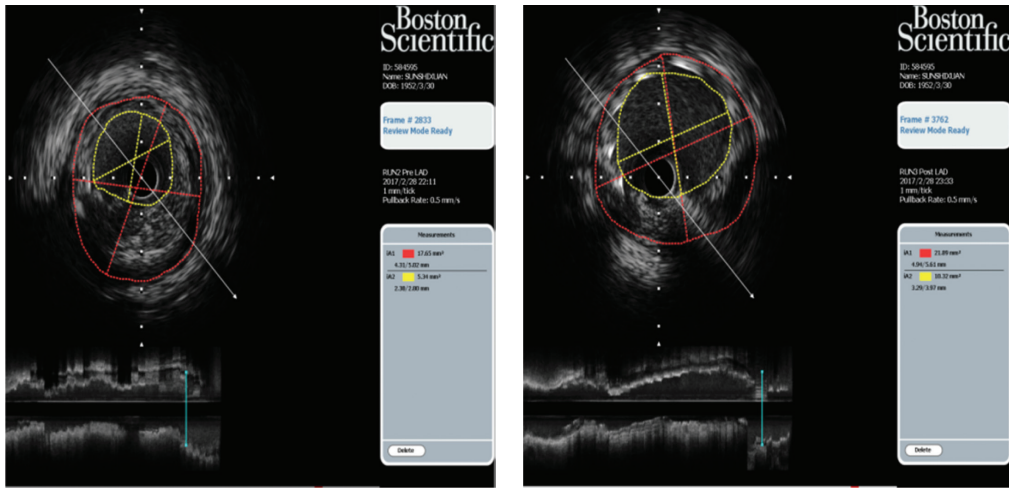 Boston
Scientific
ID: 584595
Name: SUNSHIXUAN
DOB: 1952/3/30
Frame # 2833
Review Mode Ready
RUN2 Pre LAD
2017/2/28 22:11
1 mm/tick
Pullback Rate: 0.5 mm/s
Measurements
iA1 17.65 mm²
4.31/5.02 mm
iA2 5.34 mm²
2.38/2.80 mm
Delete
Boston
Scientific
ID: 584595
Name: SUNSHIXUAN
DOB: 1952/3/30
Frame # 3762
Review Mode Ready
RUN3 Post LAD
2017/2/28 23:33
1 mm/tick
Pullback Rate: 0.5 mm/s
Measurements
iA1 21.89 mm²
4.94/5.61 mm
iA2 10.32 mm²
3.29/3.97 mm
Delete